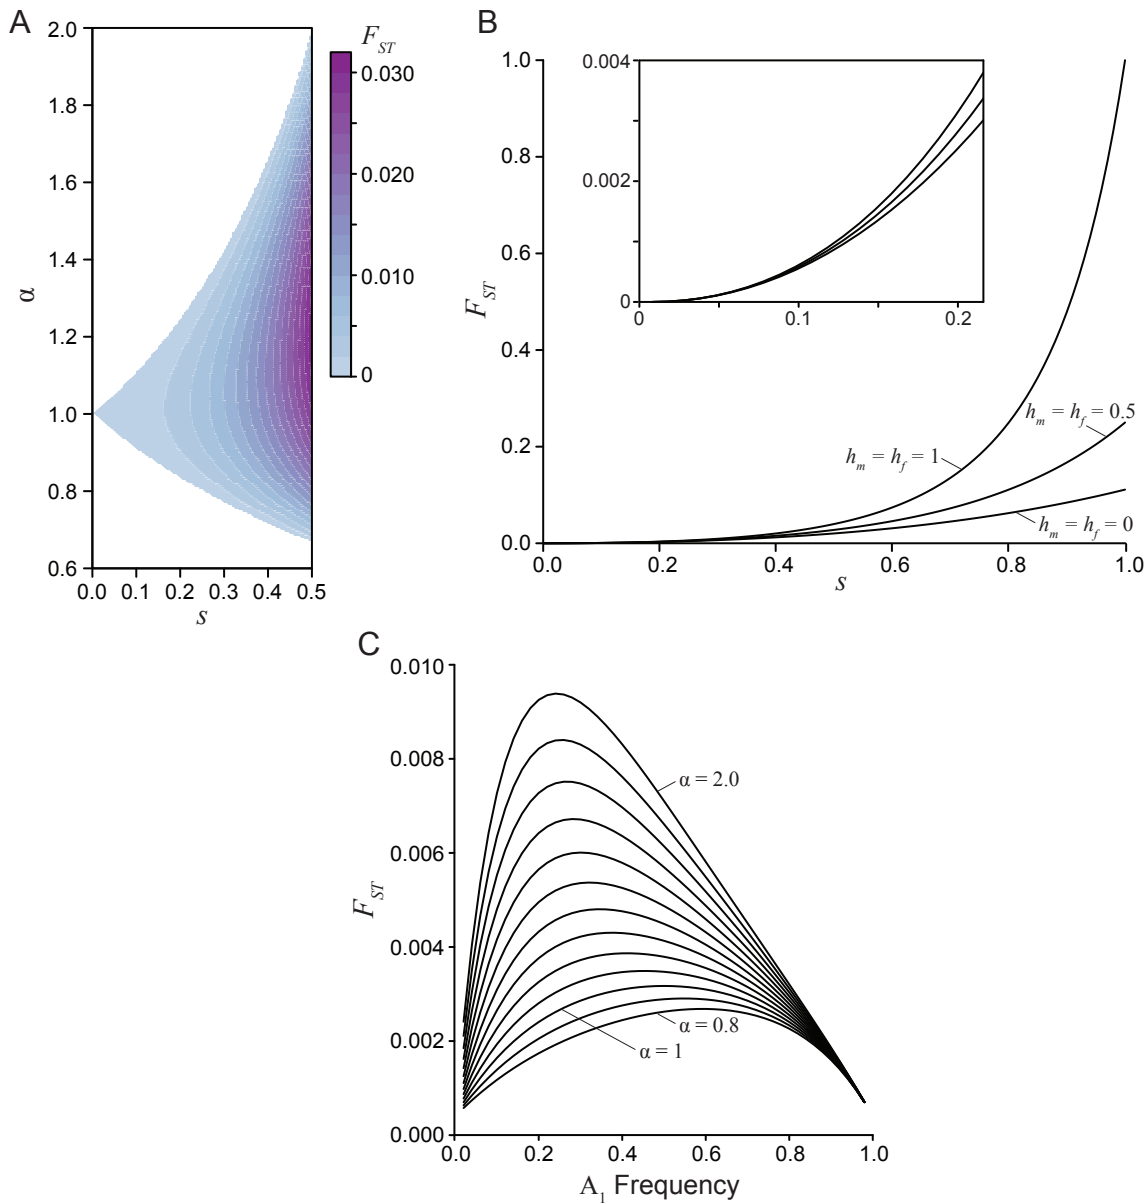 A
2.0
1.8
1.6
1.4
1.2
1.0
0.8
0.6
α
0.0 0.1 0.2 0.3 0.4 0.5
s
F_ST
0.030
0.020
0.010
0
B
1.0
0.8
0.6
0.4
0.2
0.0
F_ST
0.004
0.002
0
0 0.1 0.2
h_m = h_f = 0.5
h_m = h_f = 1
h_m = h_f = 0
0.0 0.2 0.4 0.6 0.8 1.0
s
C
0.010
0.008
0.006
0.004
0.002
0.000
F_ST
α = 2.0
α = 0.8
α = 1
0.0 0.2 0.4 0.6 0.8 1.0
A_1 Frequency